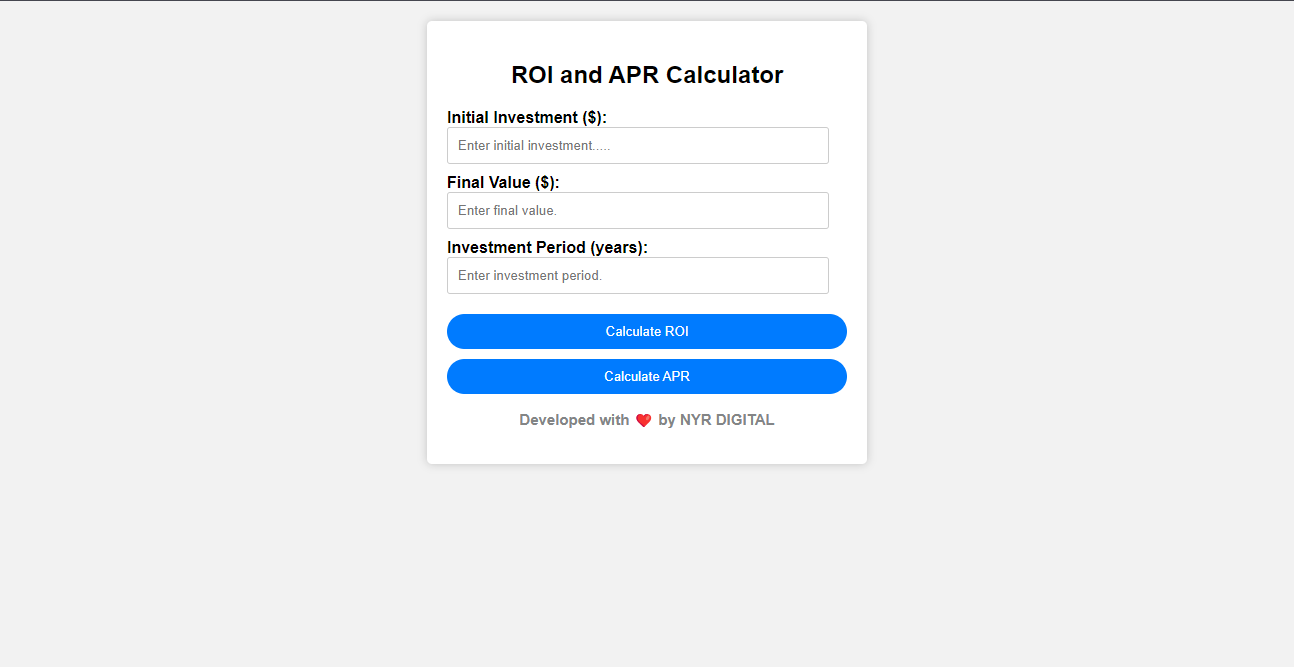 ROI and APR Calculator
Initial Investment ($):
Enter initial investment.....
Final Value ($):
Enter final value.
Investment Period (years):
Enter investment period.
Calculate ROI
Calculate APR
Developed with ❤️ by NYR DIGITAL